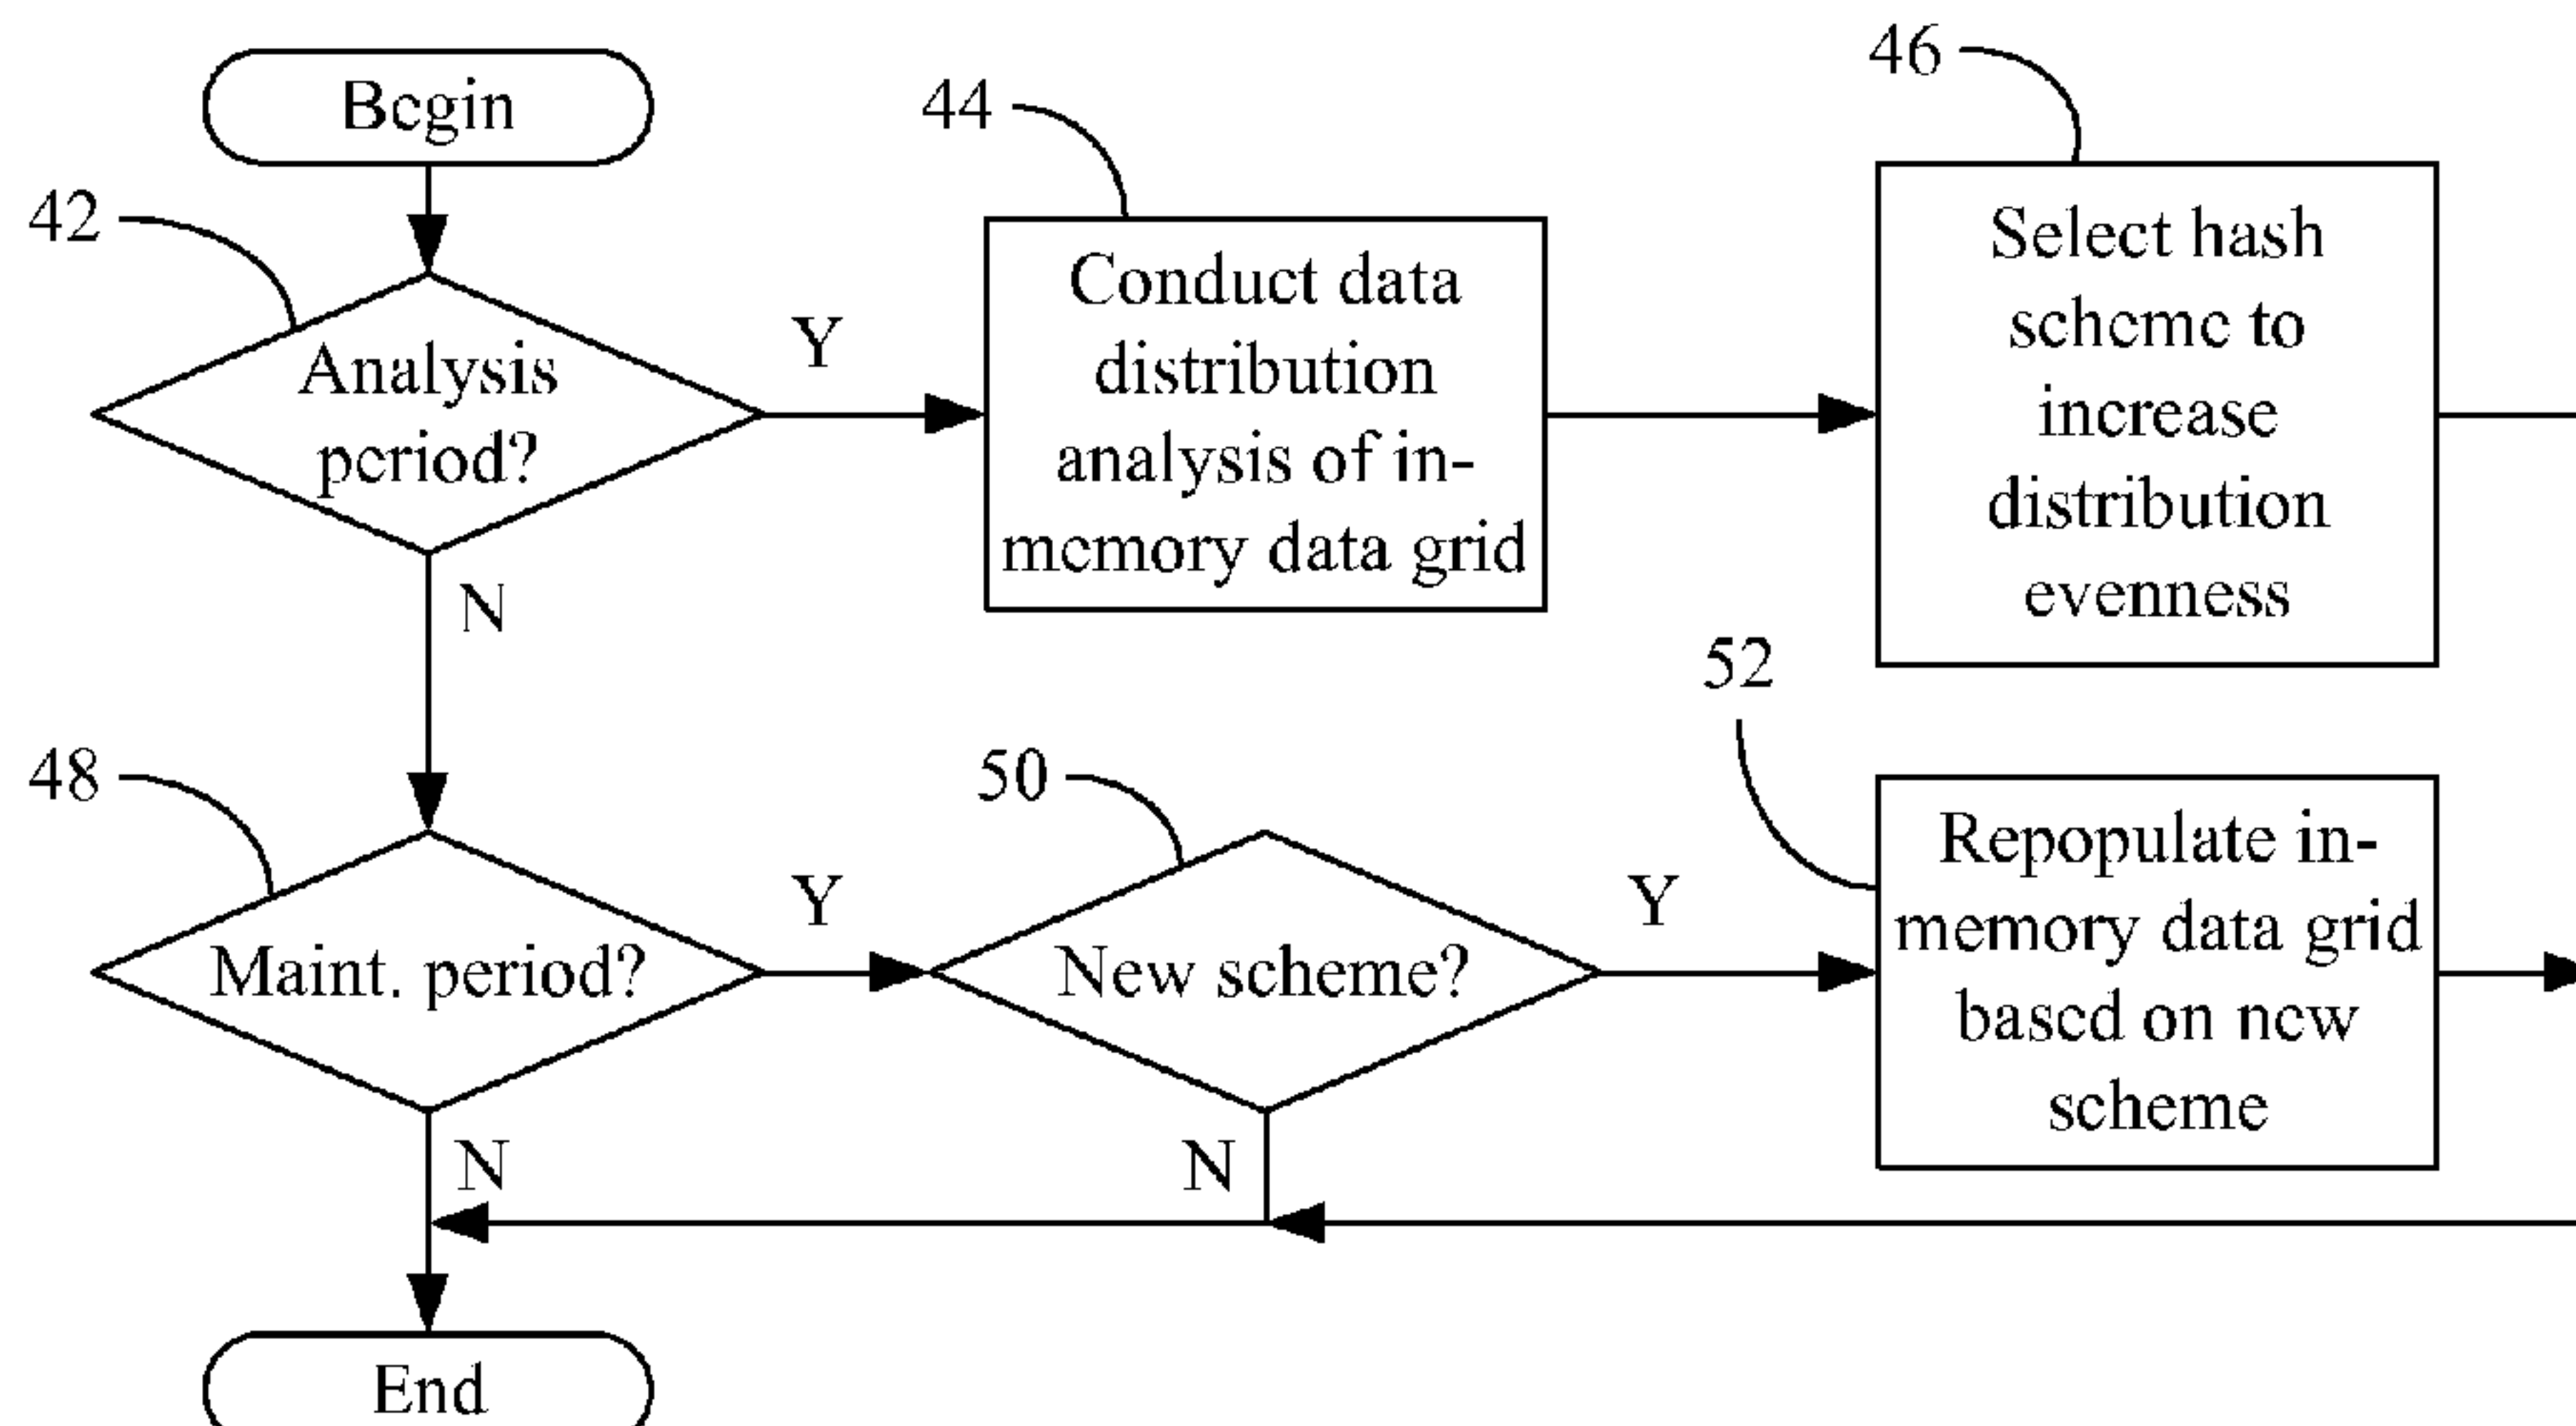 Begin
42
Analysis
period?
Y
N
44
Conduct data
distribution
analysis of in-
memory data grid
46
Select hash
scheme to
increase
distribution
evenness
48
Maint. period?
Y
N
50
New scheme?
Y
N
52
Repopulate in-
memory data grid
based on new
scheme
End